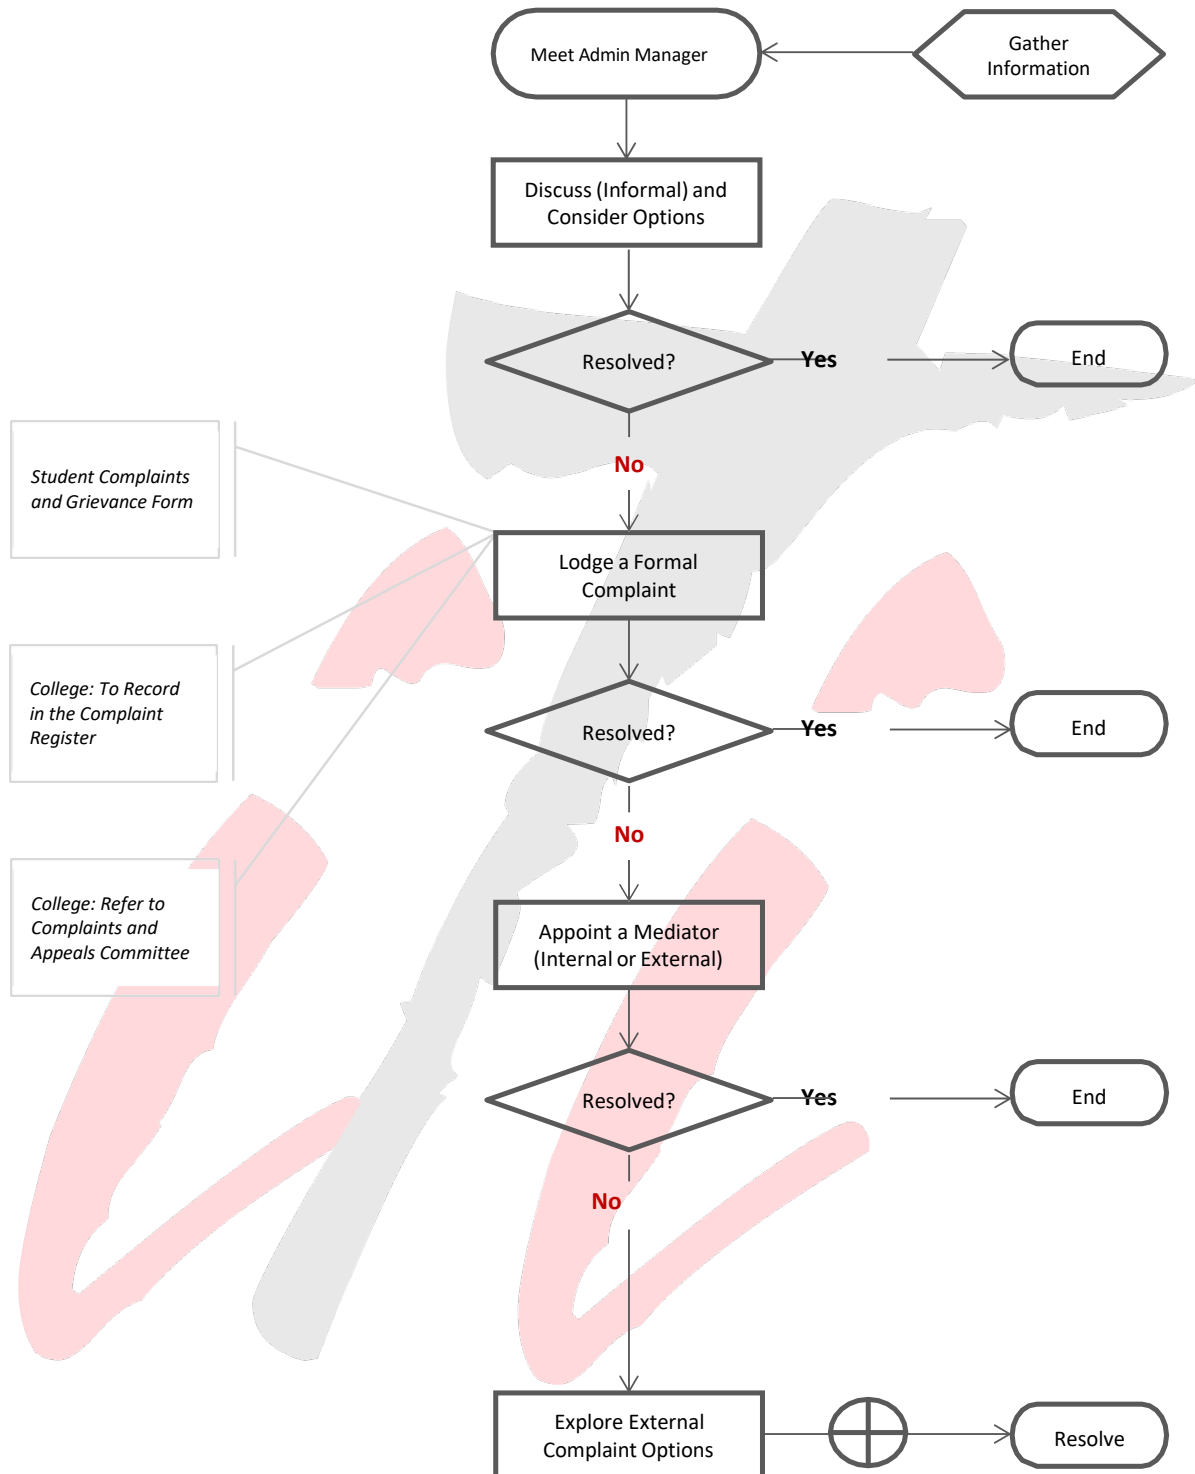 Meet Admin Manager
Gather
Information
Discuss (Informal) and
Consider Options
Resolved?
Yes
End
No
Student Complaints
and Grievance Form
Lodge a Formal
Complaint
College: To Record
in the Complaint
Register
Resolved?
Yes
End
No
College: Refer to
Complaints and
Appeals Committee
Appoint a Mediator
(Internal or External)
Resolved?
Yes
End
No
Explore External
Complaint Options
Resolve